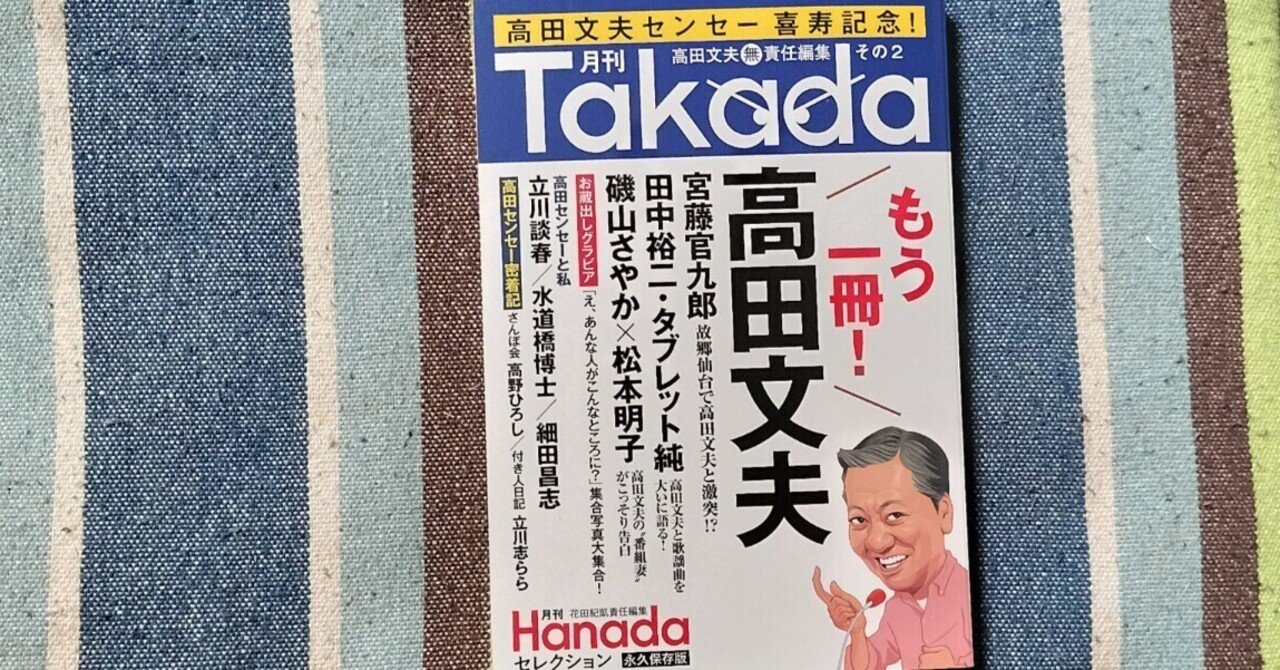 高田文夫センセー 喜寿記念!
月刊
高田文夫無責任編集 その2
Takada
もう
一冊!
高田文夫
宮藤官九郎 故郷仙台で高田文夫と激突!?
田中裕二・タブレット純 高田文夫と歌謡曲を
大いに語る!
磯山さやか×松本明子 高田文夫の“番組妻”
がこっそり告白
お蔵出しグラビア 「え、あんな人がこんなところに?」集合写真大集合!
高田センセーと私
立川談春/水道橋博士/細田昌志
高田センセー密着記 さんぽ会 高野ひろし/付き人日記 立川志らら
月刊 花田紀凱責任編集
Hanada
セレクション 永久保存版